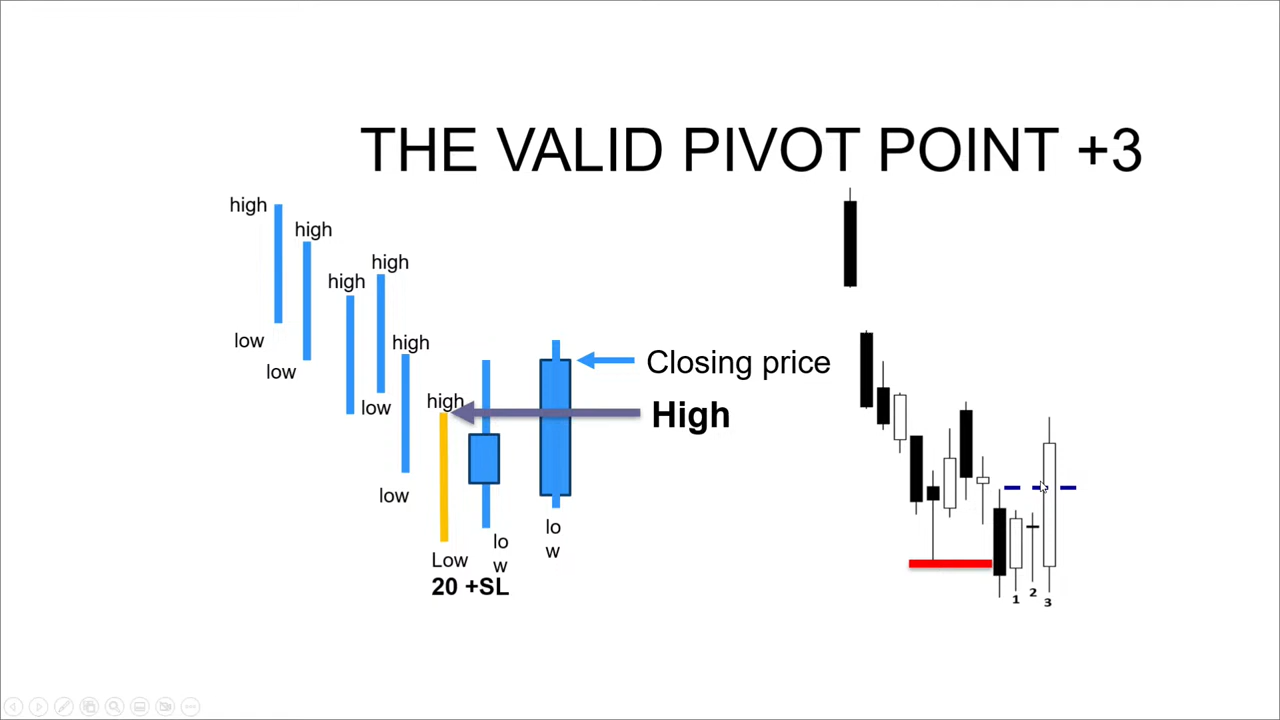 THE VALID PIVOT POINT +3
high
high
high
high
high
high
low
low
low
low
Low
lo
w
lo
w
20 +SL
Closing price
High
1
2
3